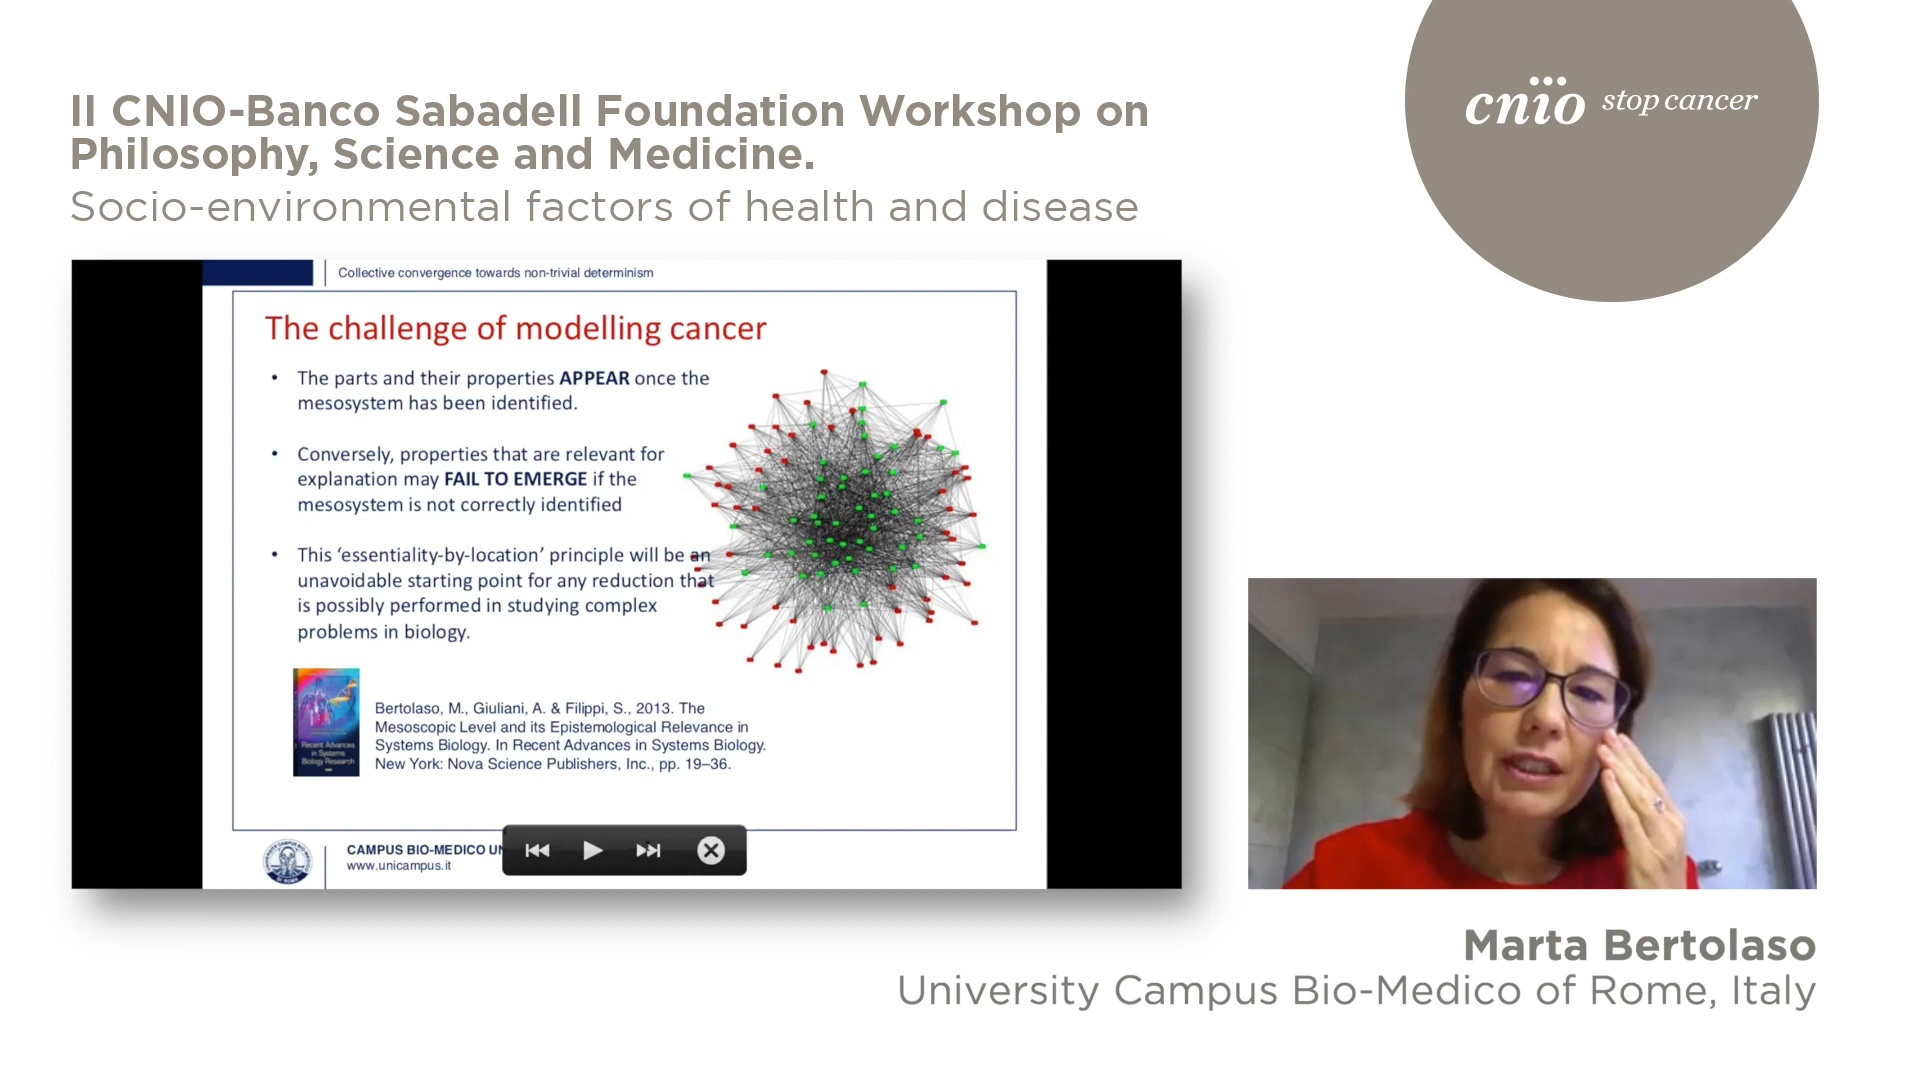 II CNIO-Banco Sabadell Foundation Workshop on
Philosophy, Science and Medicine.
Socio-environmental factors of health and disease
cnio stop cancer
Collective convergence towards non-trivial determinism
The challenge of modelling cancer
• The parts and their properties APPEAR once the
mesosystem has been identified.
• Conversely, properties that are relevant for
explanation may FAIL TO EMERGE if the
mesosystem is not correctly identified
• This ‘essentiality-by-location’ principle will be an
unavoidable starting point for any reduction that
is possibly performed in studying complex
problems in biology.
Recent Advances
in Systems
Biology Research
Bertolaso, M., Giuliani, A. & Filippi, S., 2013. The
Mesoscopic Level and its Epistemological Relevance in
Systems Biology. In Recent Advances in Systems Biology.
New York: Nova Science Publishers, Inc., pp. 19–36.
CAMPUS BIO-MEDICO UN
www.unicampus.it
Marta Bertolaso
University Campus Bio-Medico of Rome, Italy